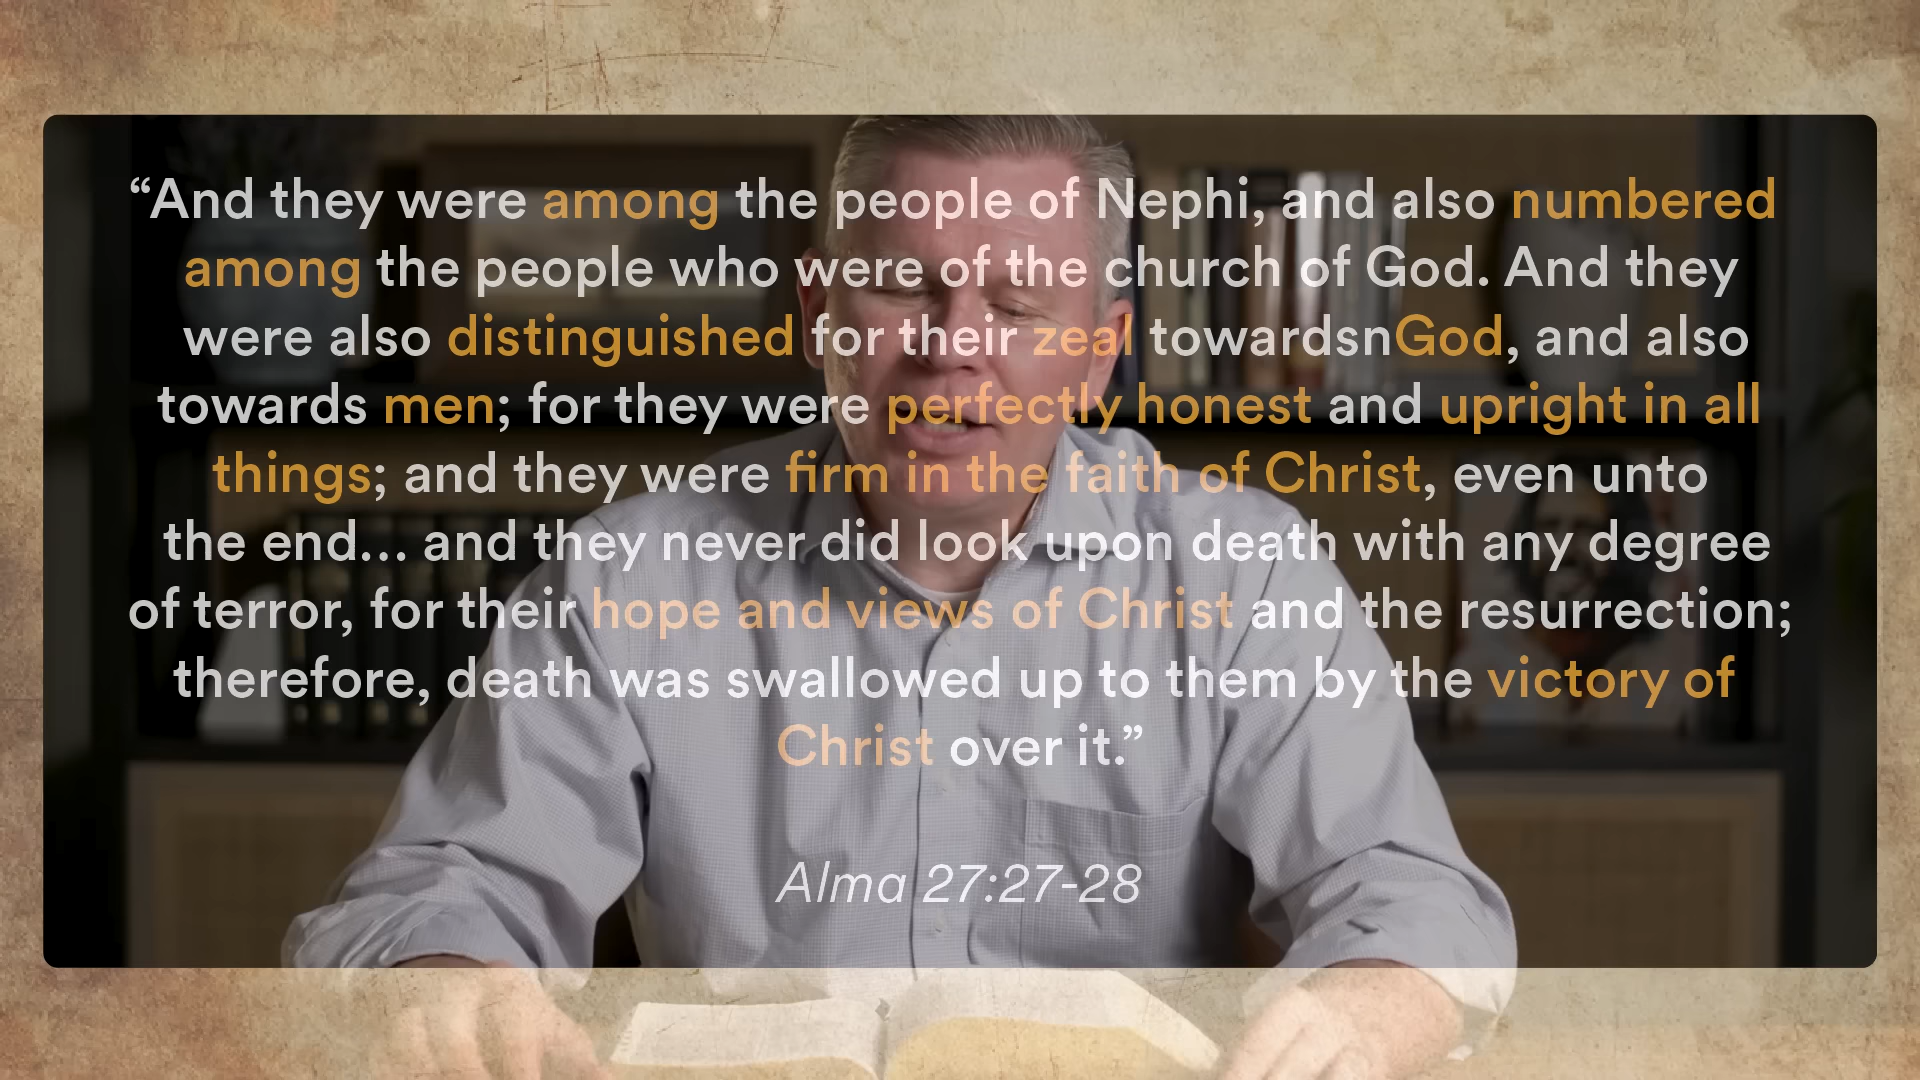 “And they were among the people of Nephi, and also numbered
among the people who were of the church of God. And they
were also distinguished for their zeal towardsnGod, and also
towards men; for they were perfectly honest and upright in all
things; and they were firm in the faith of Christ, even unto
the end… and they never did look upon death with any degree
of terror, for their hope and views of Christ and the resurrection;
therefore, death was swallowed up to them by the victory of
Christ over it.”
Alma 27:27-28